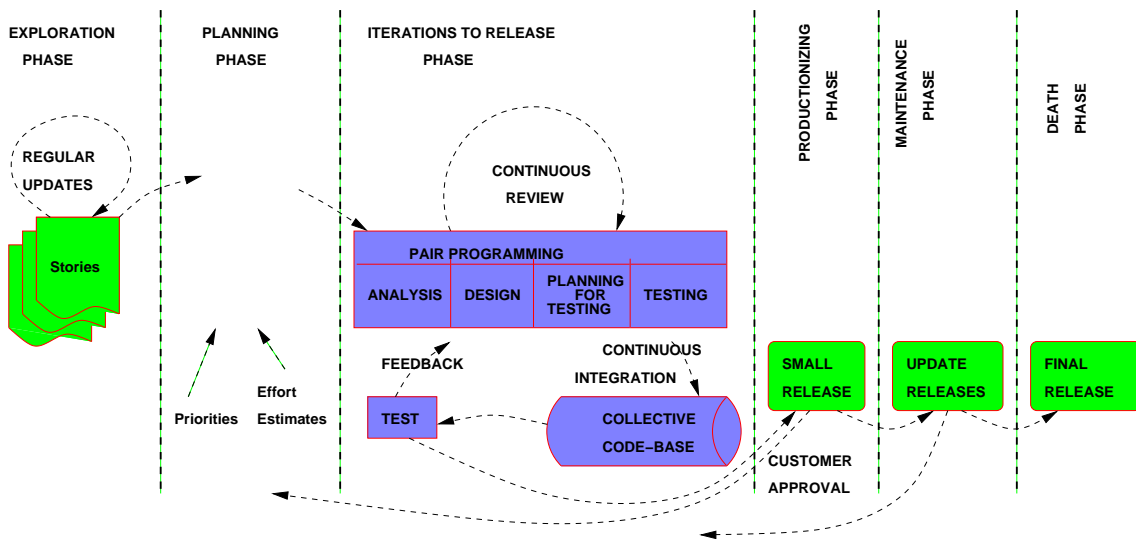 EXPLORATION
PHASE
PLANNING
PHASE
ITERATIONS TO RELEASE
PHASE
PRODUCTIONIZING
PHASE
MAINTENANCE
PHASE
DEATH
PHASE
REGULAR
UPDATES
CONTINUOUS
REVIEW
Stories
PAIR PROGRAMMING
ANALYSIS
DESIGN
PLANNING
FOR
TESTING
TESTING
FEEDBACK
CONTINUOUS
INTEGRATION
Priorities
Effort
Estimates
TEST
COLLECTIVE
CODE−BASE
SMALL
RELEASE
UPDATE
RELEASES
FINAL
RELEASE
CUSTOMER
APPROVAL